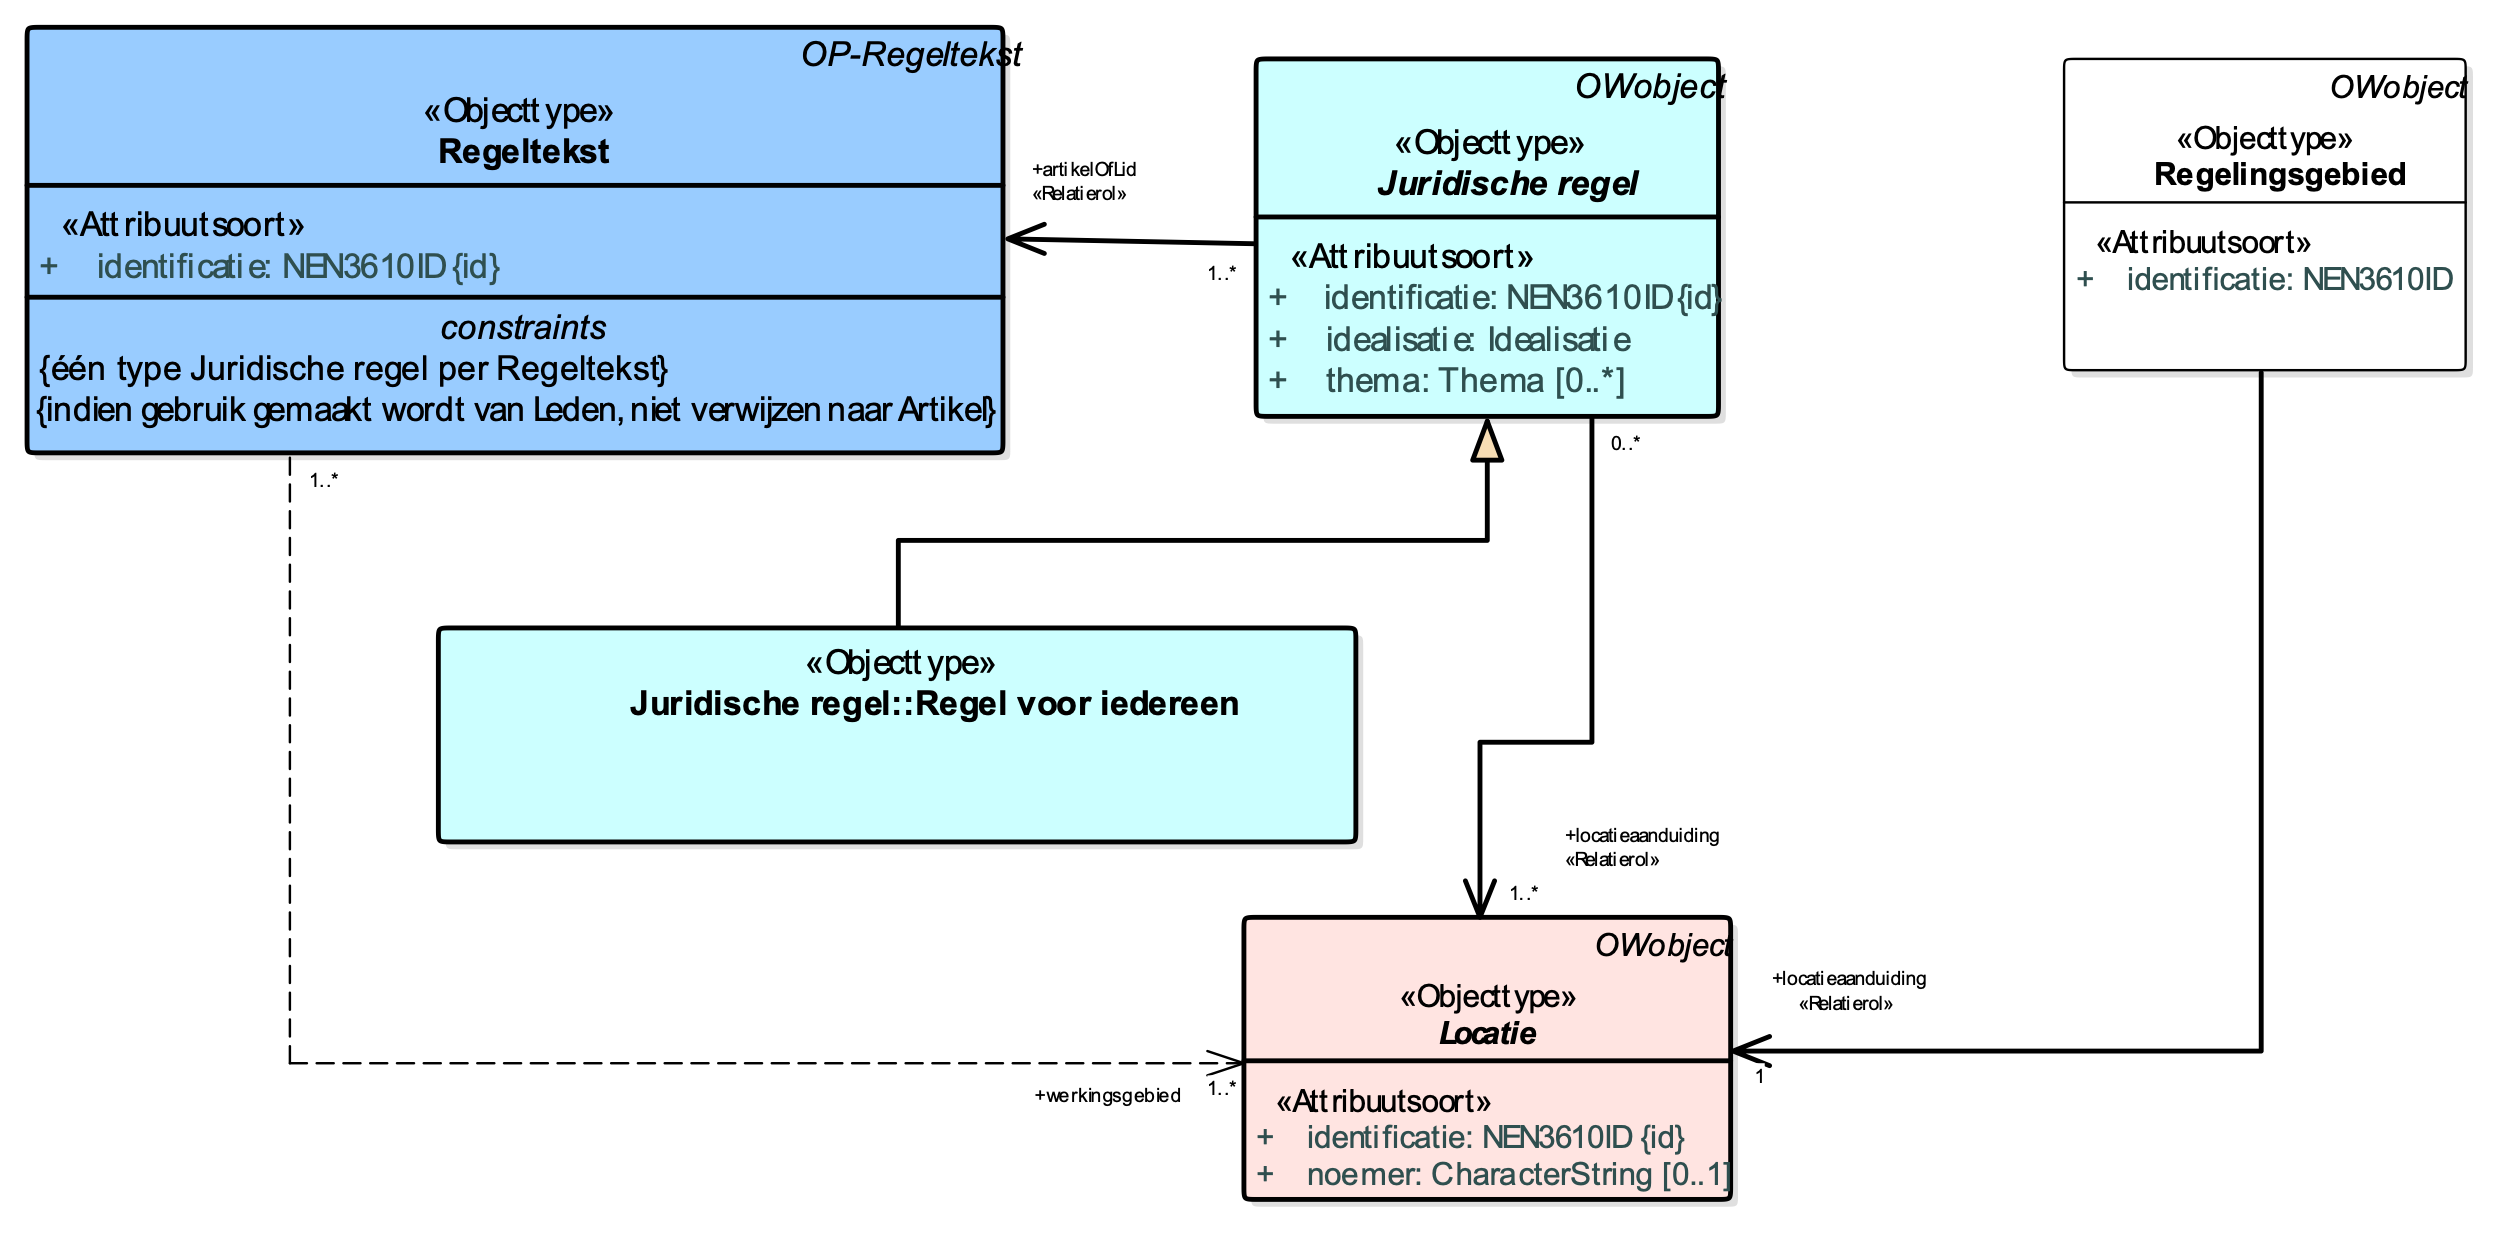 OP-Regeltekst
«Objecttype»
Regeltekst
«Attribuutsoort»
+ identificatie: NEN3610ID {id}
constraints
{één type Juridische regel per Regeltekst}
{indien gebruik gemaakt wordt van Leden, niet verwijzen naar Artikel}
1..*
+artikelOfLid
«Relatierol»
1..*
OWobject
«Objecttype»
Juridische regel
«Attribuutsoort»
+ identificatie: NEN3610ID {id}
+ idealisatie: Idealisatie
+ thema: Thema [0..*]
0..*
OWobject
«Objecttype»
Regelingsgebied
«Attribuutsoort»
+ identificatie: NEN3610ID
«Objecttype»
Juridische regel::Regel voor iedereen
+locatieaanduiding
«Relatierol»
1..*
OWobject
«Objecttype»
Locatie
«Attribuutsoort»
+ identificatie: NEN3610ID {id}
+ noemer: CharacterString [0..1]
+locatieaanduiding
«Relatierol»
1
+werkingsgebied
1..*